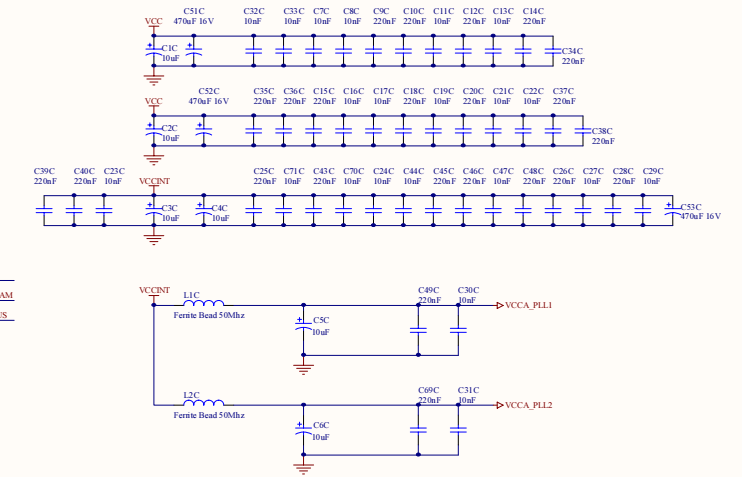 C51C C32C C33C C7C C8C C9C C10C C11C C12C C13C C14C
VCC 470uF 16V 10nF 10nF 10nF 10nF 220nF 220nF 10nF 220nF 10nF 220nF
C1C C34C
10uF 220nF
C52C C35C C36C C15C C16C C17C C18C C19C C20C C21C C22C C37C
VCC 470uF 16V 220nF 220nF 220nF 10nF 10nF 220nF 10nF 220nF 10nF 10nF 220nF
C2C C38C
10uF 220nF
C39C C40C C23C C25C C71C C43C C70C C24C C44C C45C C46C C47C C48C C26C C27C C28C C29C
220nF 220nF 10nF VCCINT 220nF 10nF 220nF 10nF 10nF 10nF 220nF 220nF 10nF 220nF 220nF 10nF 220nF 10nF
C3C C4C C53C
10uF 10uF 470uF 16V
VCCINT L1C C49C C30C
AM 220nF 10nF
VCCA_PLL1
US Ferrite Bead 50Mhz C5C
10uF
L2C C69C C31C
220nF 10nF
VCCA_PLL2
Ferrite Bead 50Mhz
C6C
10uF